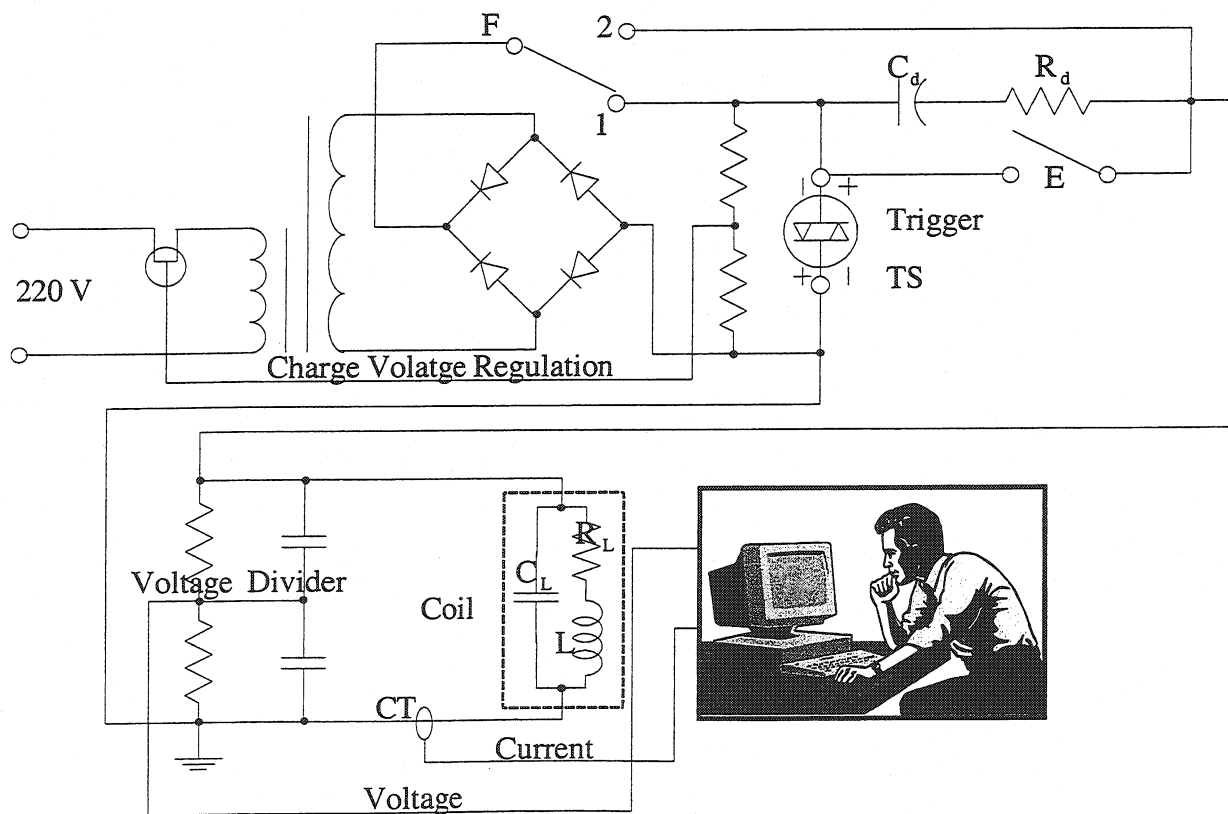 F
2
C d
R d
1
E
− +
Trigger
220 V
+ −
TS
Charge Volatge Regulation
R L
C L
Voltage Divider
Coil
L
CT
Current
Voltage